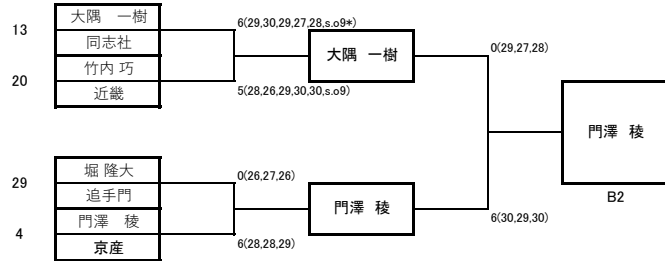 13
大隅　一樹
同志社
竹内 巧
近畿
20
6(29,30,29,27,28,s.o9*)
大隅 一樹
5(28,26,29,30,30,s.o9)
0(29,27,28)
門澤 稜
B2
29
堀 隆大
追手門
門澤　稜
京産
4
0(26,27,26)
門澤 稜
6(28,28,29)
6(30,29,30)